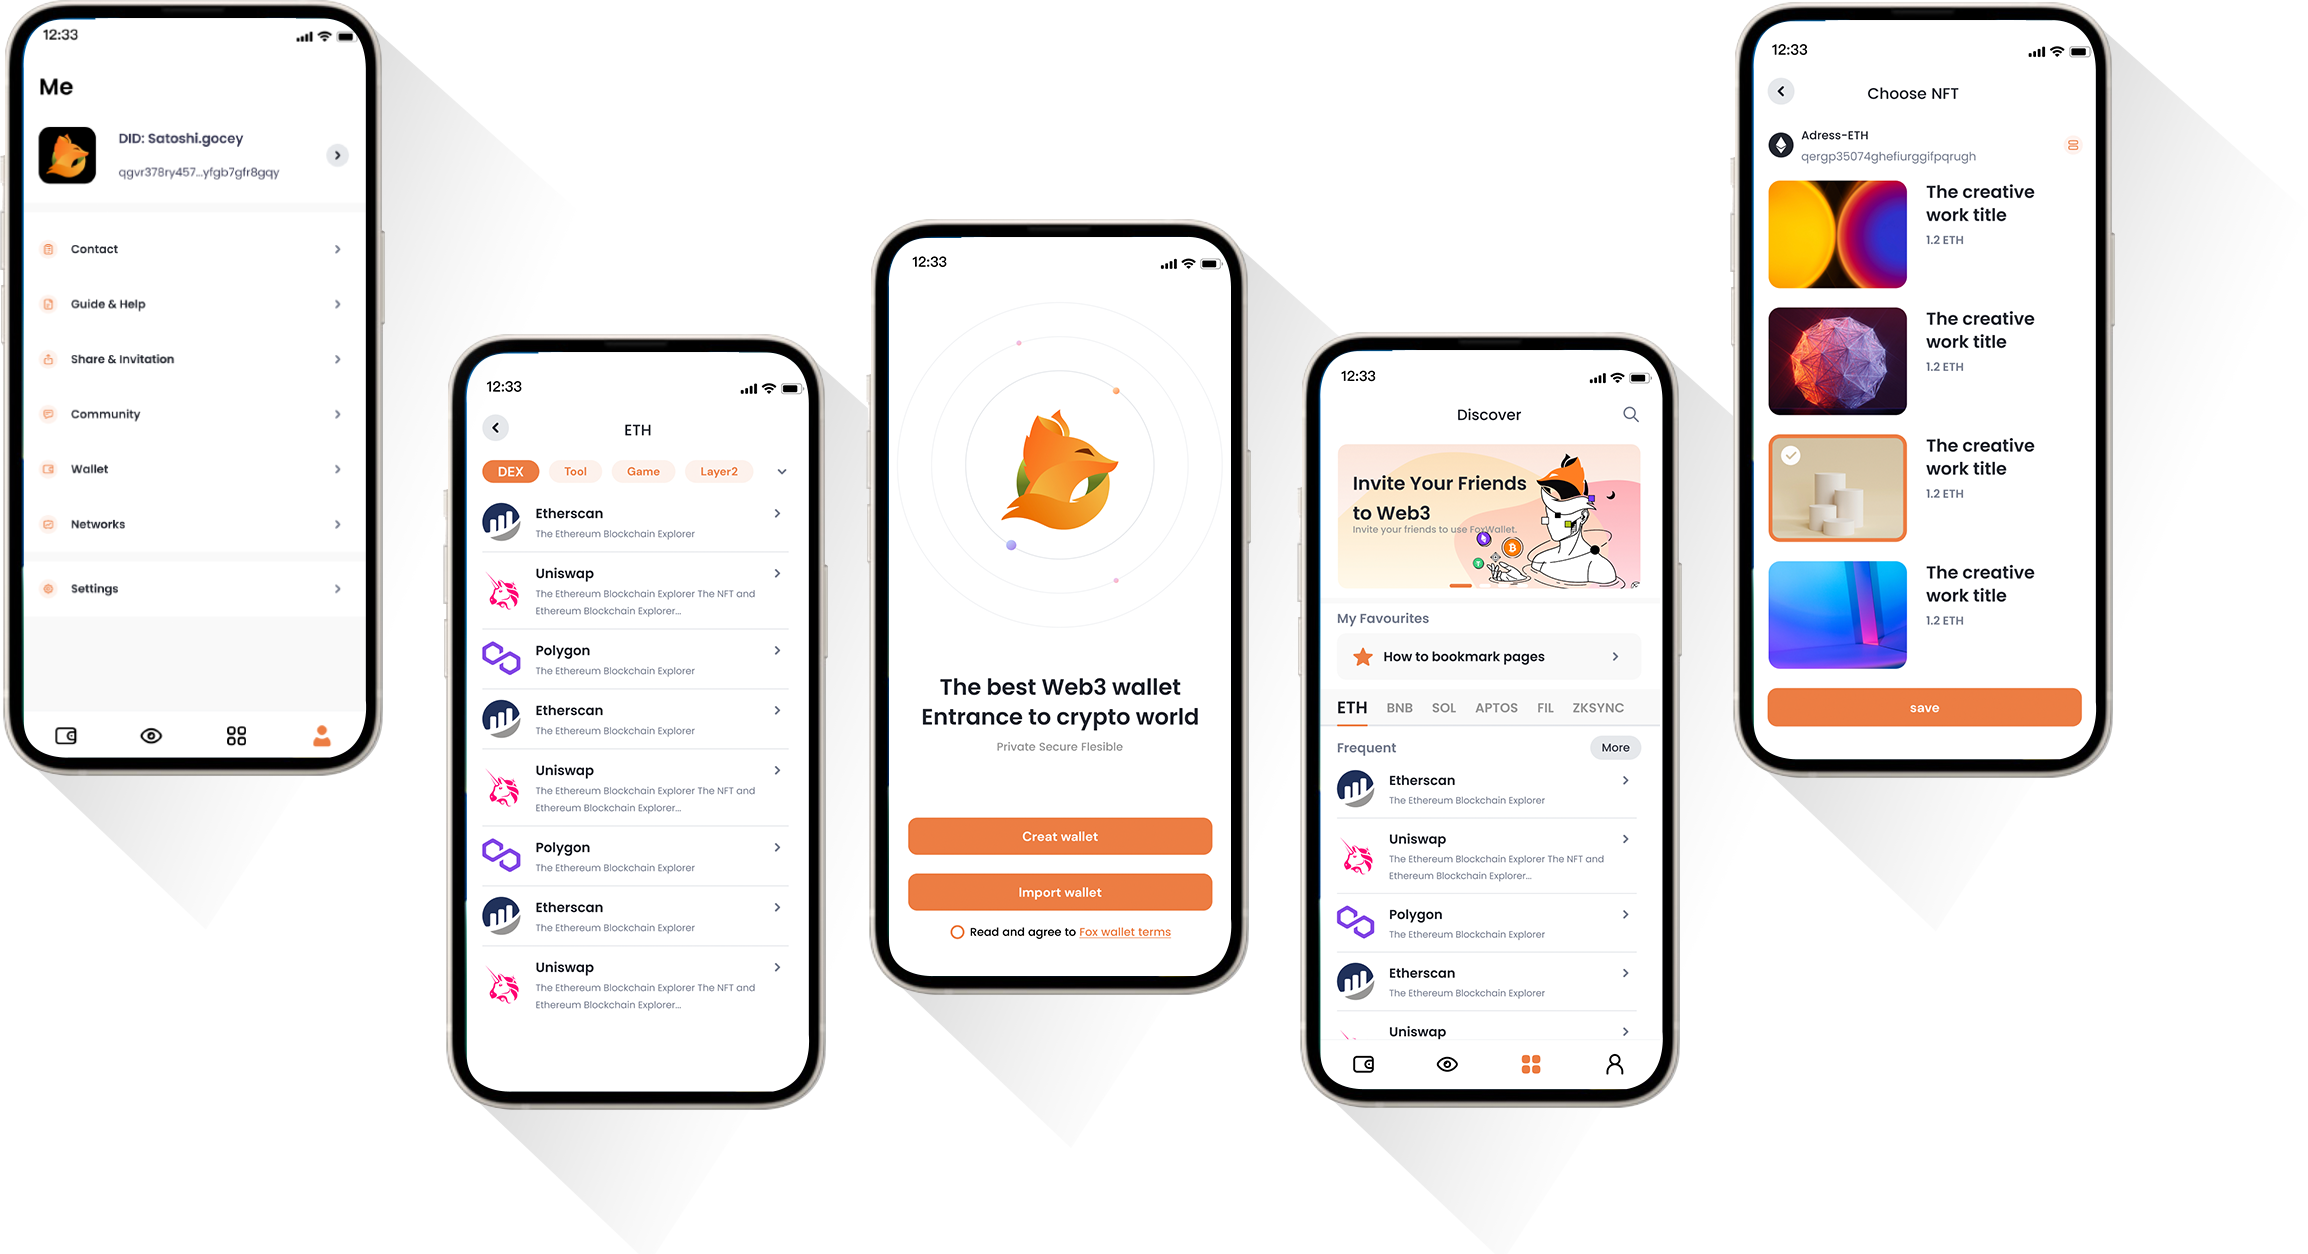 12:33
Me
DID: Satoshi.gocey
qgvr378ry457...yfgb7gfr8gqy
Contact
Guide & Help
Share & Invitation
Community
Wallet
Networks
Settings
12:33
ETH
DEX Tool Game Layer2
Etherscan
The Ethereum Blockchain Explorer
Uniswap
The Ethereum Blockchain Explorer The NFT and
Ethereum Blockchain Explorer...
Polygon
The Ethereum Blockchain Explorer
Etherscan
The Ethereum Blockchain Explorer
Uniswap
The Ethereum Blockchain Explorer The NFT and
Ethereum Blockchain Explorer...
Polygon
The Ethereum Blockchain Explorer
Etherscan
The Ethereum Blockchain Explorer
Uniswap
The Ethereum Blockchain Explorer The NFT and
Ethereum Blockchain Explorer...
12:33
The best Web3 wallet
Entrance to crypto world
Private Secure Flesible
Creat wallet
Import wallet
Read and agree to Fox wallet terms
12:33
Discover
Invite Your Friends
to Web3
Invite your friends to use FoxWallet.
My Favourites
How to bookmark pages
ETH BNB SOL APTOS FIL ZKSYNC
Frequent More
Etherscan
The Ethereum Blockchain Explorer
Uniswap
The Ethereum Blockchain Explorer The NFT and
Ethereum Blockchain Explorer...
Polygon
The Ethereum Blockchain Explorer
Etherscan
The Ethereum Blockchain Explorer
Uniswap
12:33
Choose NFT
Adress-ETH
qergp35074ghefiurggifpqrugh
The creative
work title
1.2 ETH
The creative
work title
1.2 ETH
The creative
work title
1.2 ETH
The creative
work title
1.2 ETH
save